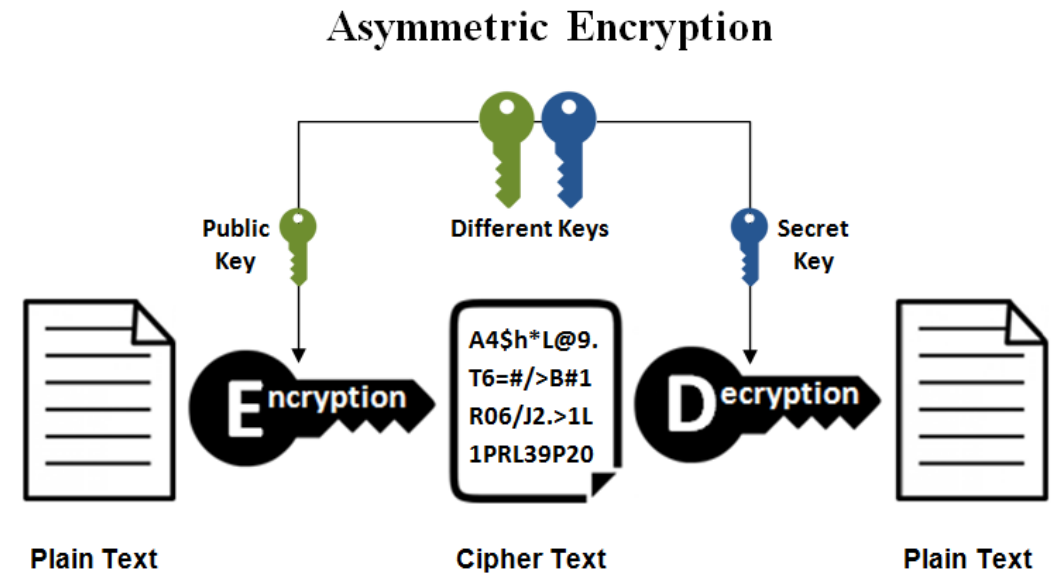 Asymmetric Encryption
Public
Key
Different Keys
Secret
Key
Encryption
A4$h*L@9.
T6=#/>B#1
R06/J2.>1L
1PRL39P20
Decryption
Plain Text
Cipher Text
Plain Text